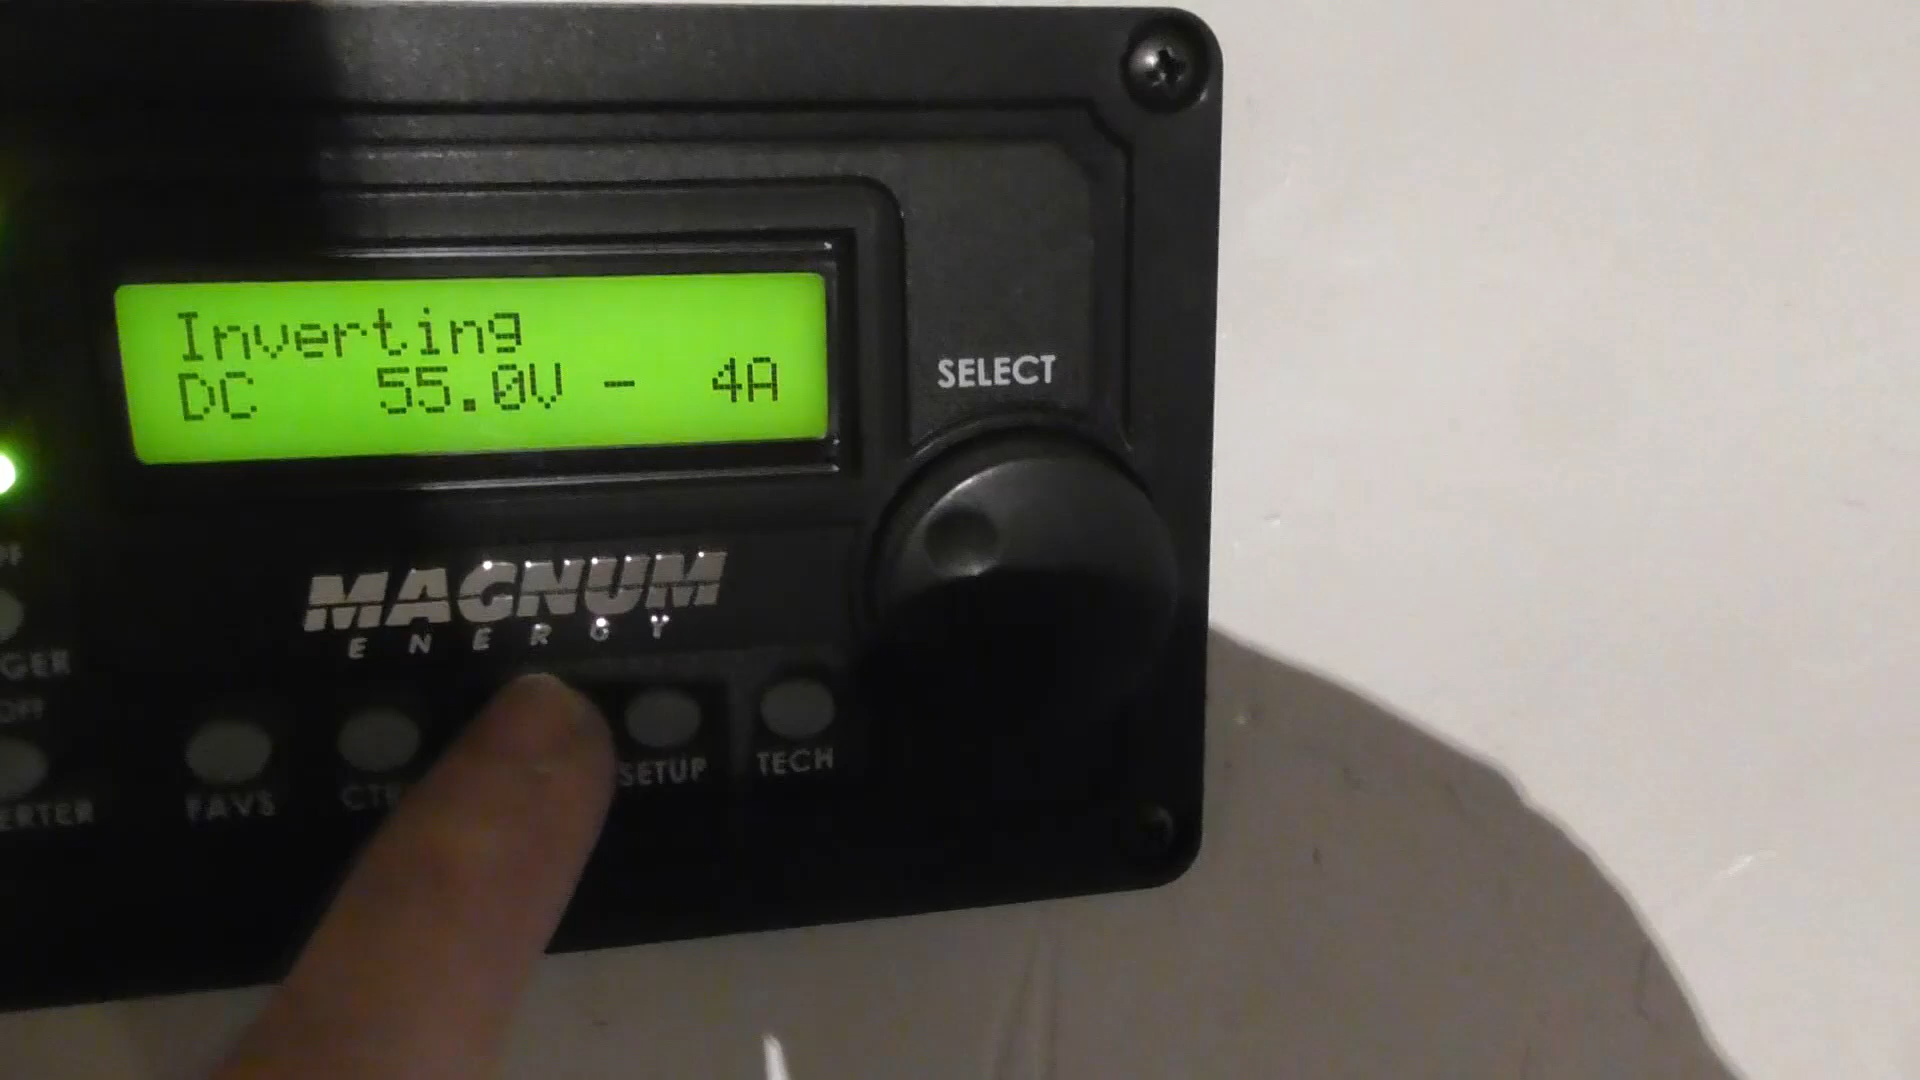 Inverting
DC 55.0V - 4A
SELECT
MAGNUM
ENERGY
SETUP
TECH
FAVS